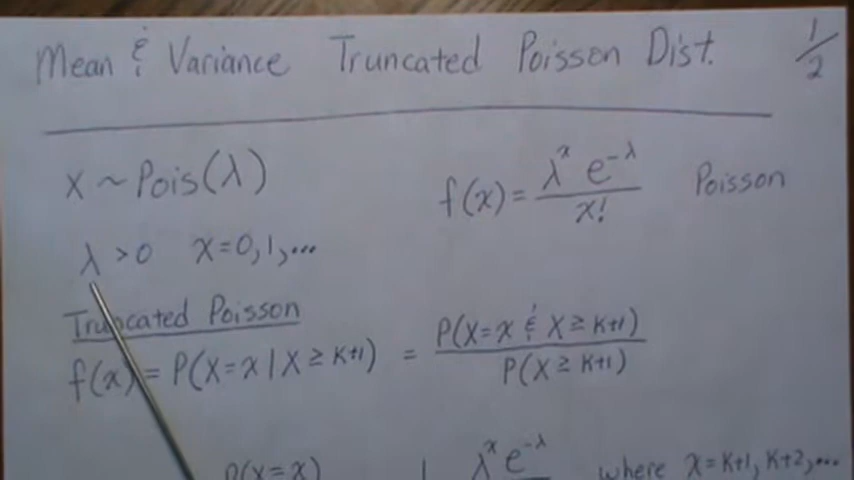 Mean & Variance Truncated Poisson Dist. 1/2
X ~ Pois(λ) f(x) = λ^x e^-λ / x! Poisson
λ > 0 x = 0, 1, ...
Truncated Poisson
f(x) = P(X = x | X ≥ K+1) = P(X = x & X ≥ K+1) / P(X ≥ K+1)
P(X = x) λ^x e^-λ where x = K+1, K+2, ...